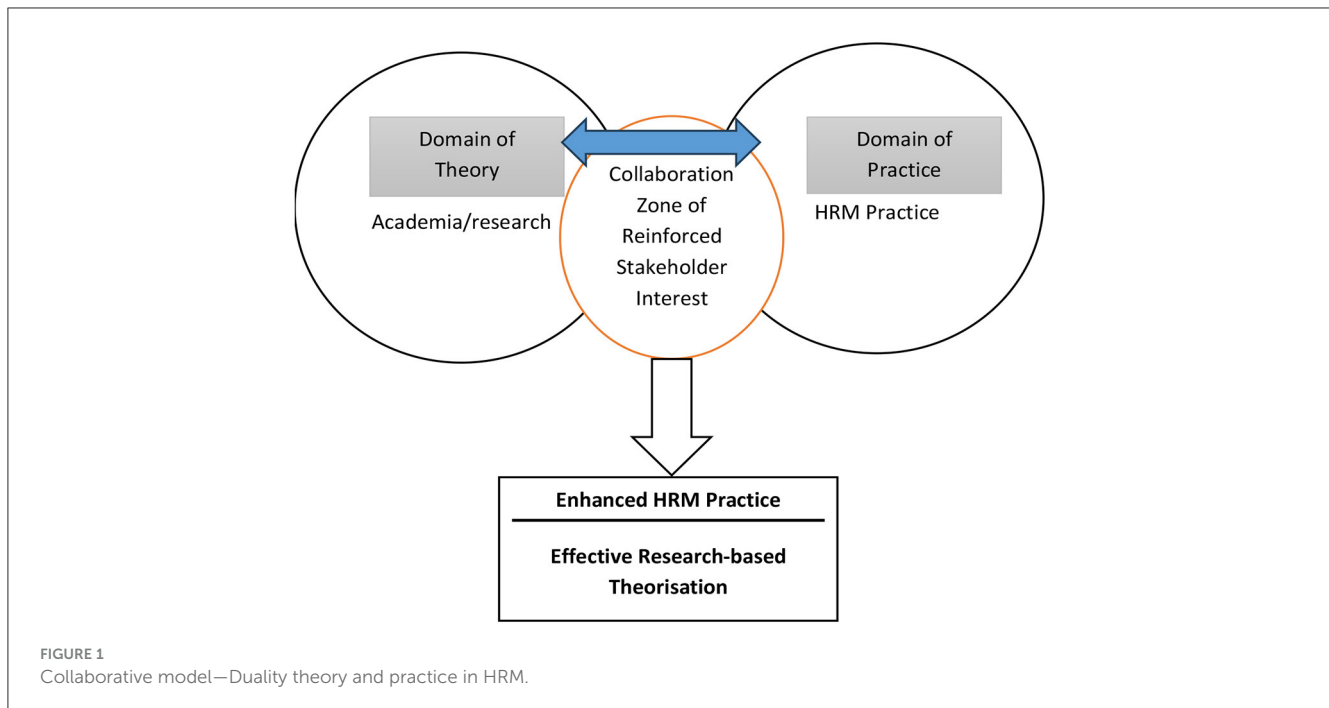 Domain of
Theory
Academia/research
Collaboration
Zone of
Reinforced
Stakeholder
Interest
Domain of
Practice
HRM Practice
Enhanced HRM Practice
Effective Research-based
Theorisation
FIGURE 1
Collaborative model—Duality theory and practice in HRM.